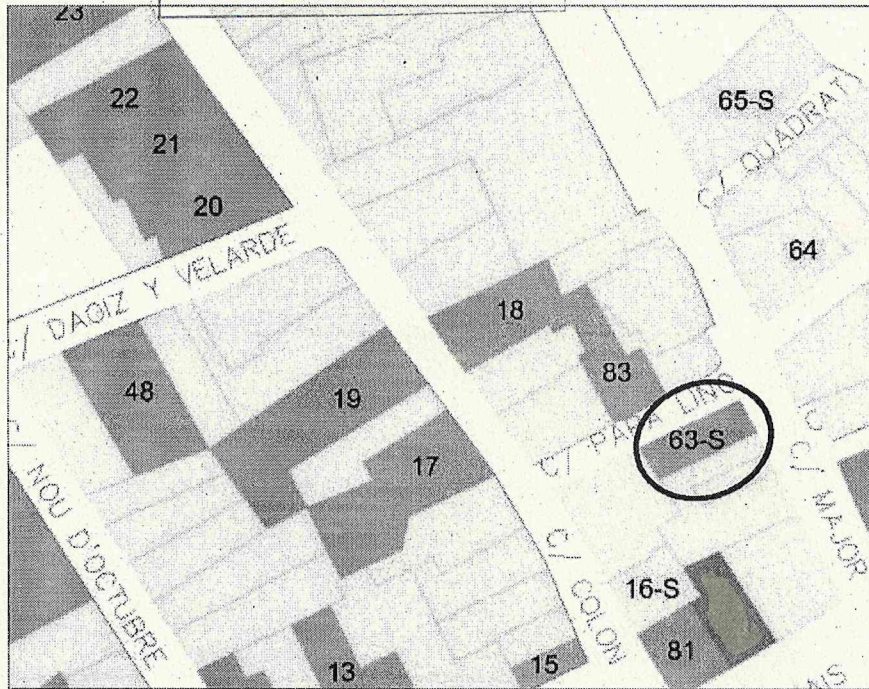 23
22
65-S
21
C/ QUADRAT
20
64
C/ DAOIZ Y VELARDE
18
48
19
83
C/ PAPA LINO
63-S
17
C/ NOU D'OCTUBRE
C/ MAJOR
C/ COLON
16-S
13
15
81